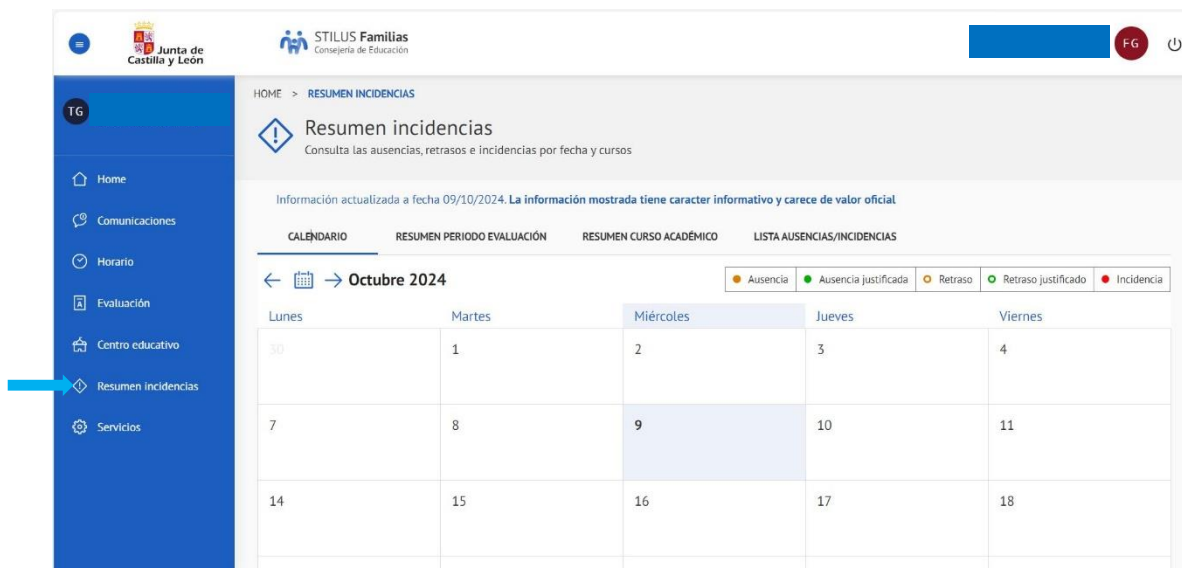 Junta de
Castilla y León
STILUS Familias
Consejería de Educación
FG
TG
HOME > RESUMEN INCIDENCIAS
Resumen incidencias
Consulta las ausencias, retrasos e incidencias por fecha y cursos
Home
Comunicaciones
Horario
Evaluación
Centro educativo
Resumen incidencias
Servicios
Información actualizada a fecha 09/10/2024. La información mostrada tiene caracter informativo y carece de valor oficial
CALENDARIO RESUMEN PERIODO EVALUACIÓN RESUMEN CURSO ACADÉMICO LISTA AUSENCIAS/INCIDENCIAS
Octubre 2024
Ausencia Ausencia justificada Retraso Retraso justificado Incidencia
Lunes Martes Miércoles Jueves Viernes
30 1 2 3 4
7 8 9 10 11
14 15 16 17 18